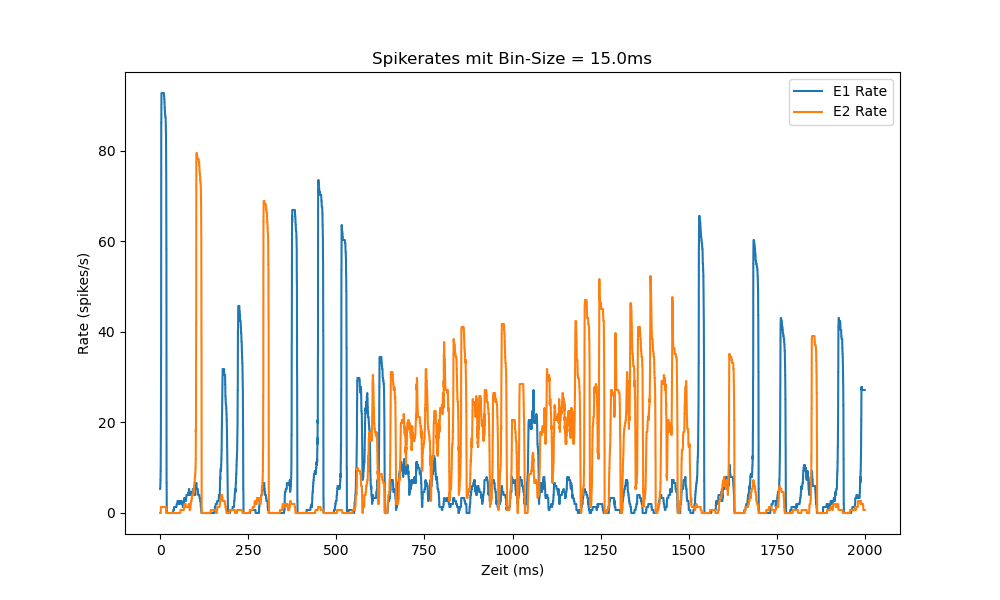 Spikerates mit Bin-Size = 15.0ms
E1 Rate
E2 Rate
Rate (spikes/s)
80
60
40
20
0
0 250 500 750 1000 1250 1500 1750 2000
Zeit (ms)